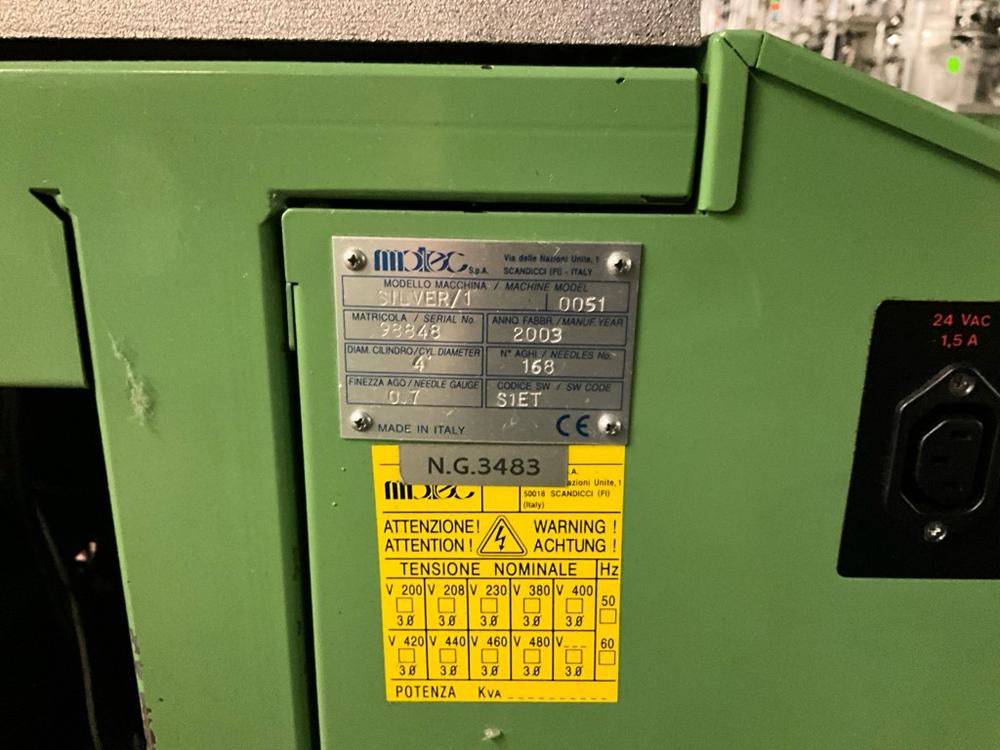 matec S.p.A.
Via delle Nazioni Unite, 1
SCANDICCI (FI) - ITALY
MODELLO MACCHINA / MACHINE MODEL
SILVER/1 0051
MATRICOLA / SERIAL No. ANNO FABBR./MANUF. YEAR
98848 2003
DIAM. CILINDRO/CYL DIAMETER N° AGHI / NEEDLES No.
4" 168
FINEZZA AGO / NEEDLE GAUGE CODICE SW / SW CODE
0.7 S1ET
MADE IN ITALY CE
N.G.3483
.A.
azioni Unite, 1
matec 50018 SCANDICCI (FI)
(Italy)
ATTENZIONE! WARNING !
ATTENTION ! ACHTUNG !
TENSIONE NOMINALE Hz
V 200 V 208 V 230 V 380 V 400 50
3Ø 3Ø 3Ø 3Ø 3Ø
V 420 V 440 V 460 V 480 V___ 60
3Ø 3Ø 3Ø 3Ø 3Ø
POTENZA KVA
24 VAC
1,5 A